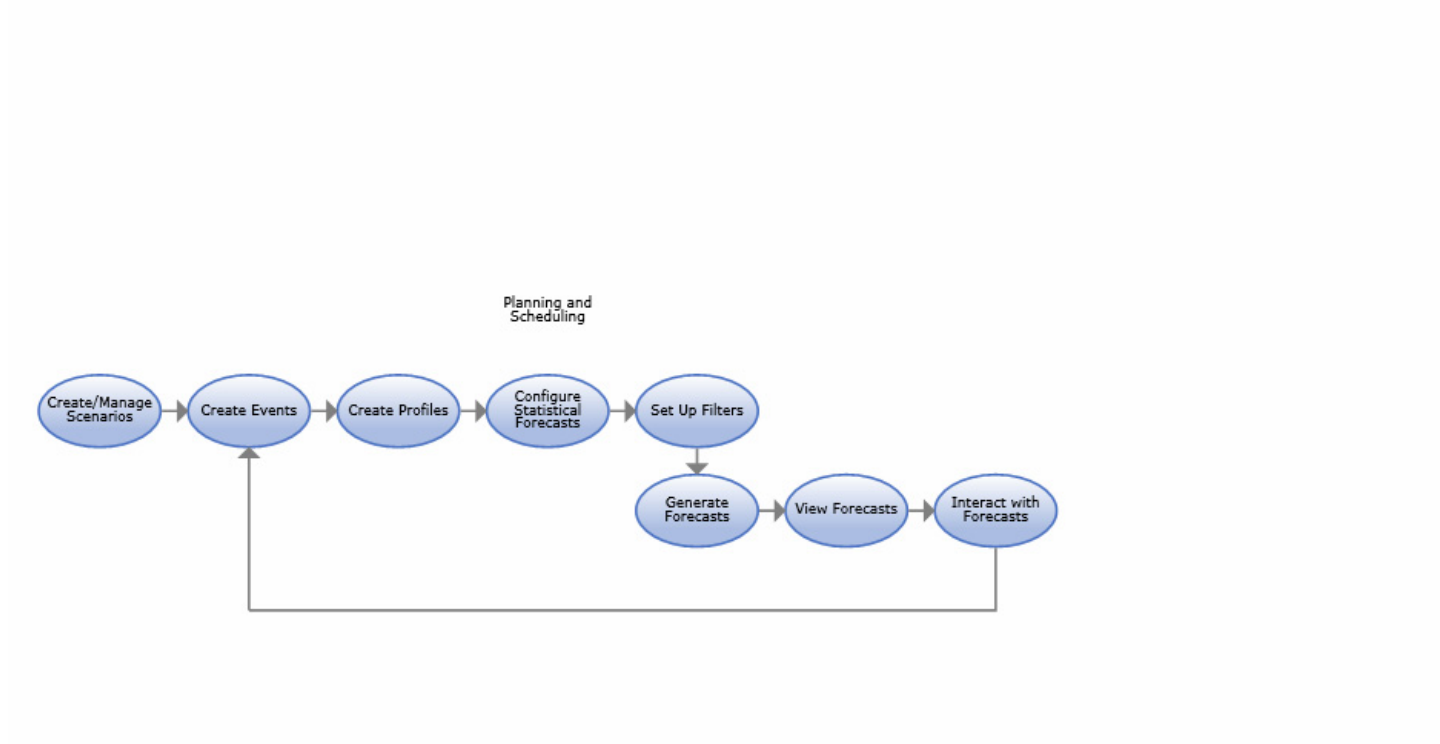 Planning and
Scheduling
Create/Manage
Scenarios
Create Events
Create Profiles
Configure
Statistical
Forecasts
Set Up Filters
Generate
Forecasts
View Forecasts
Interact with
Forecasts